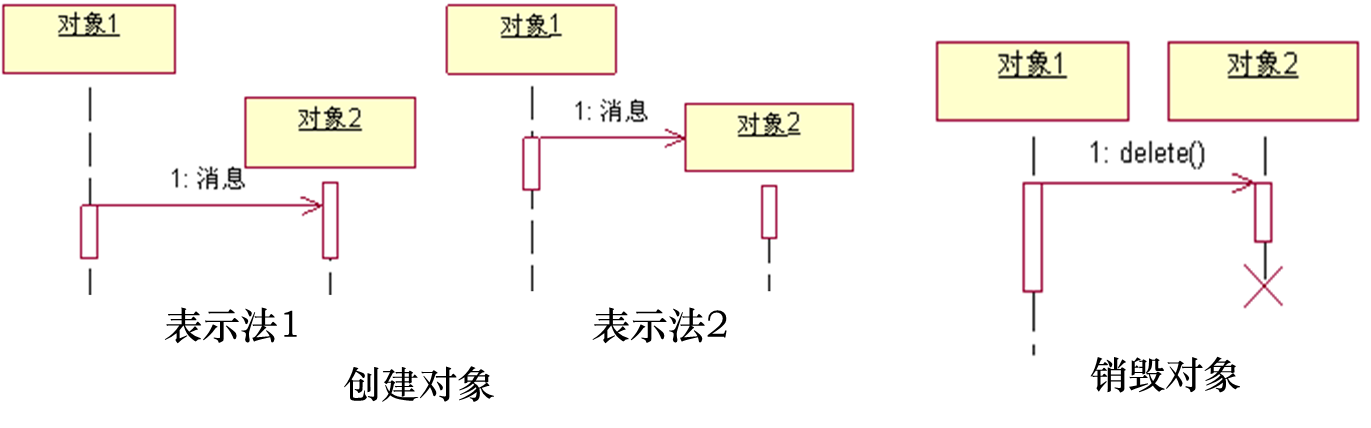 对象1
对象2
1: 消息
表示法1
对象1
1: 消息
对象2
表示法2
创建对象
对象1
对象2
1: delete()
销毁对象